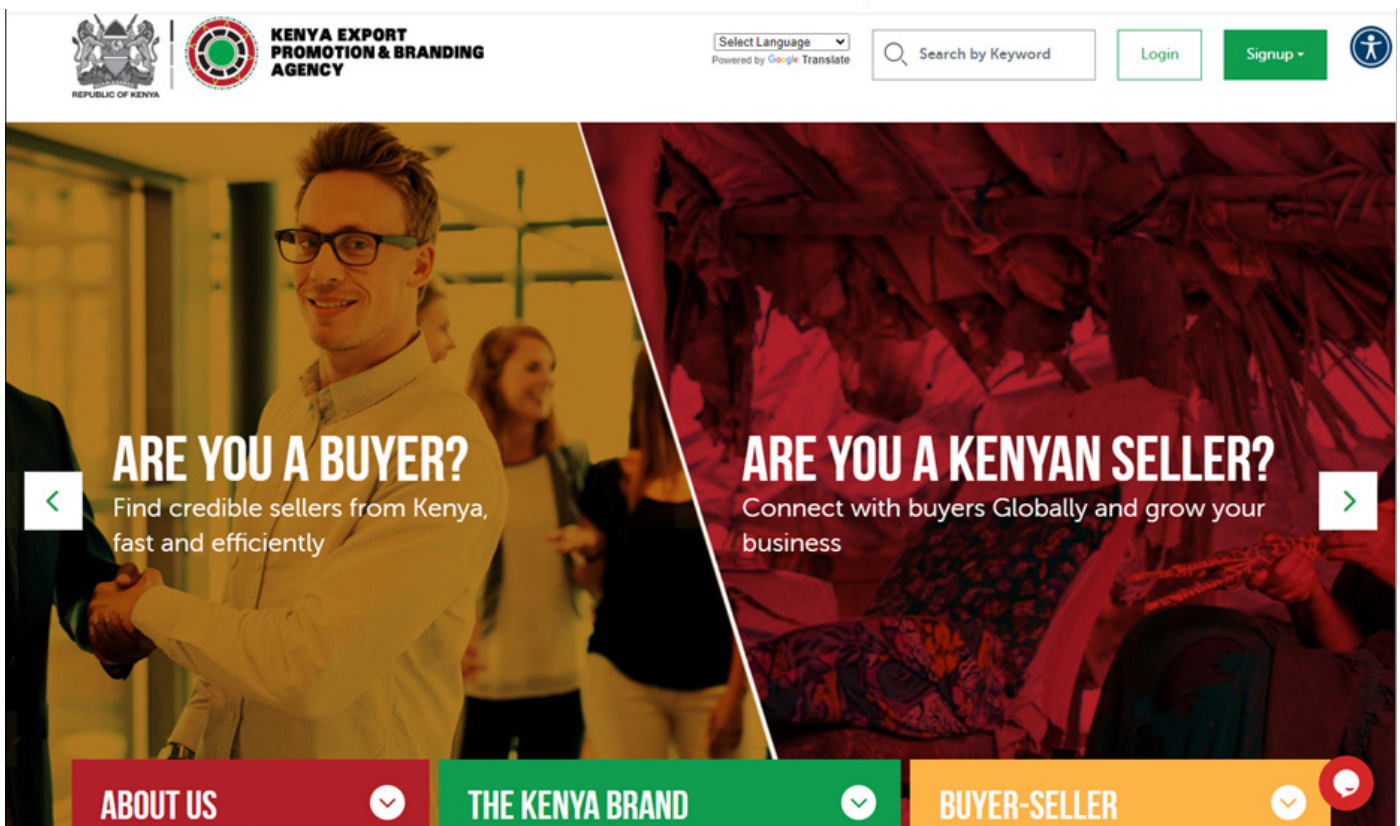 REPUBLIC OF KENYA
KENYA EXPORT
PROMOTION & BRANDING
AGENCY
Select Language
Powered by Google Translate
Search by Keyword
Login
Signup
ARE YOU A BUYER?
Find credible sellers from Kenya,
fast and efficiently
ARE YOU A KENYAN SELLER?
Connect with buyers Globally and grow your
business
ABOUT US
THE KENYA BRAND
BUYER-SELLER